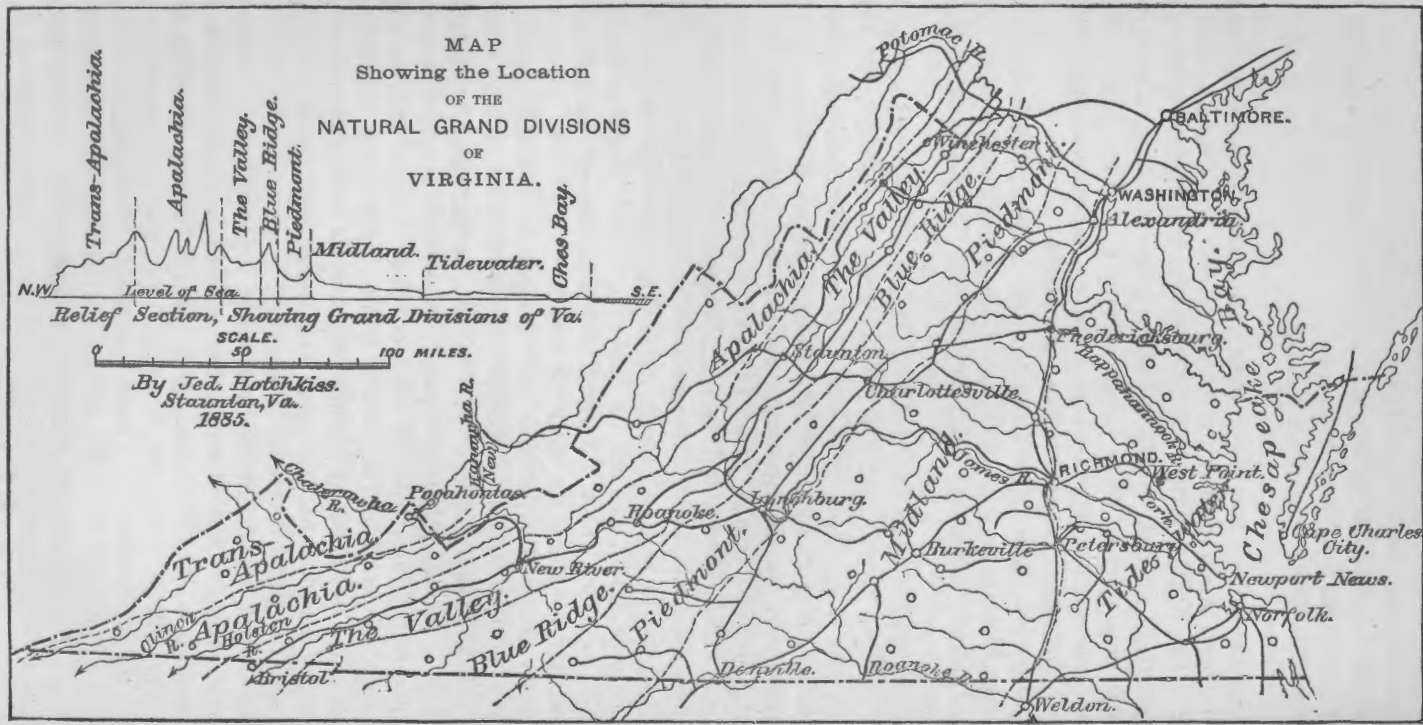 MAP
Showing the Location
OF THE
NATURAL GRAND DIVISIONS
OF
VIRGINIA.
Trans-Apalachia.
Apalachia.
The Valley.
Blue Ridge.
Piedmont.
Midland.
Tidewater.
Ches. Bay.
N.W.
Level of Sea.
S.E.
Relief Section, Showing Grand Divisions of Va.
SCALE.
0 50 100 MILES.
By Jed. Hotchkiss.
Staunton, Va.
1885.
Potomac R.
BALTIMORE.
Winchester
WASHINGTON.
Alexandria
Apalachia
The Valley
Blue Ridge
Piedmont
Staunton.
Fredericksburg.
Charlottesville.
Rappahannock R.
Chesapeake Bay.
Kanawha R.
(New)
Pocahontas.
Roanoke.
Lynchburg.
James R.
Midland.
RICHMOND.
West Point.
York.
Tidewater
Cape Charles
City.
Trans-
Apalachia
Burkeville
Petersburg
Newport News.
Norfolk.
New River.
Clinch
R.
Apalachia.
Holston
R.
The Valley.
Blue Ridge.
Piedmont.
Bristol
Danville.
Roanoke R.
Weldon.